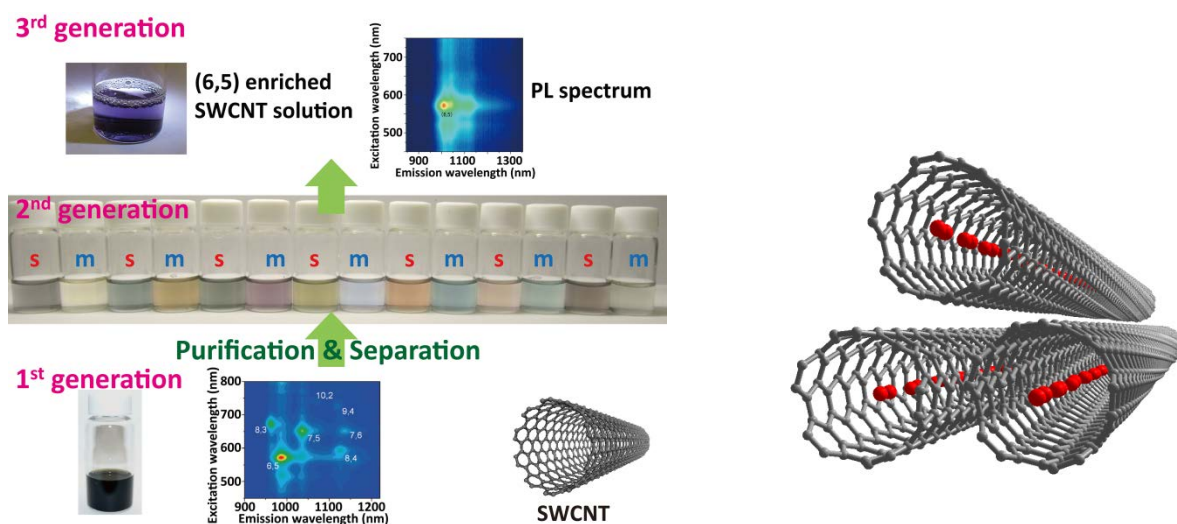 3rd generation
(6,5) enriched
SWCNT solution
Excitation wavelength (nm)
700
600
500
(6,5)
900 1100 1300
Emission wavelength (nm)
PL spectrum
2nd generation
s m s m s m s m s m s m s m
Purification & Separation
1st generation
Excitation wavelength (nm)
800
700
600
500
10,2
9,4
8,3
7,5
7,6
6,5
8,4
900 1000 1100 1200
Emission wavelength (nm)
SWCNT